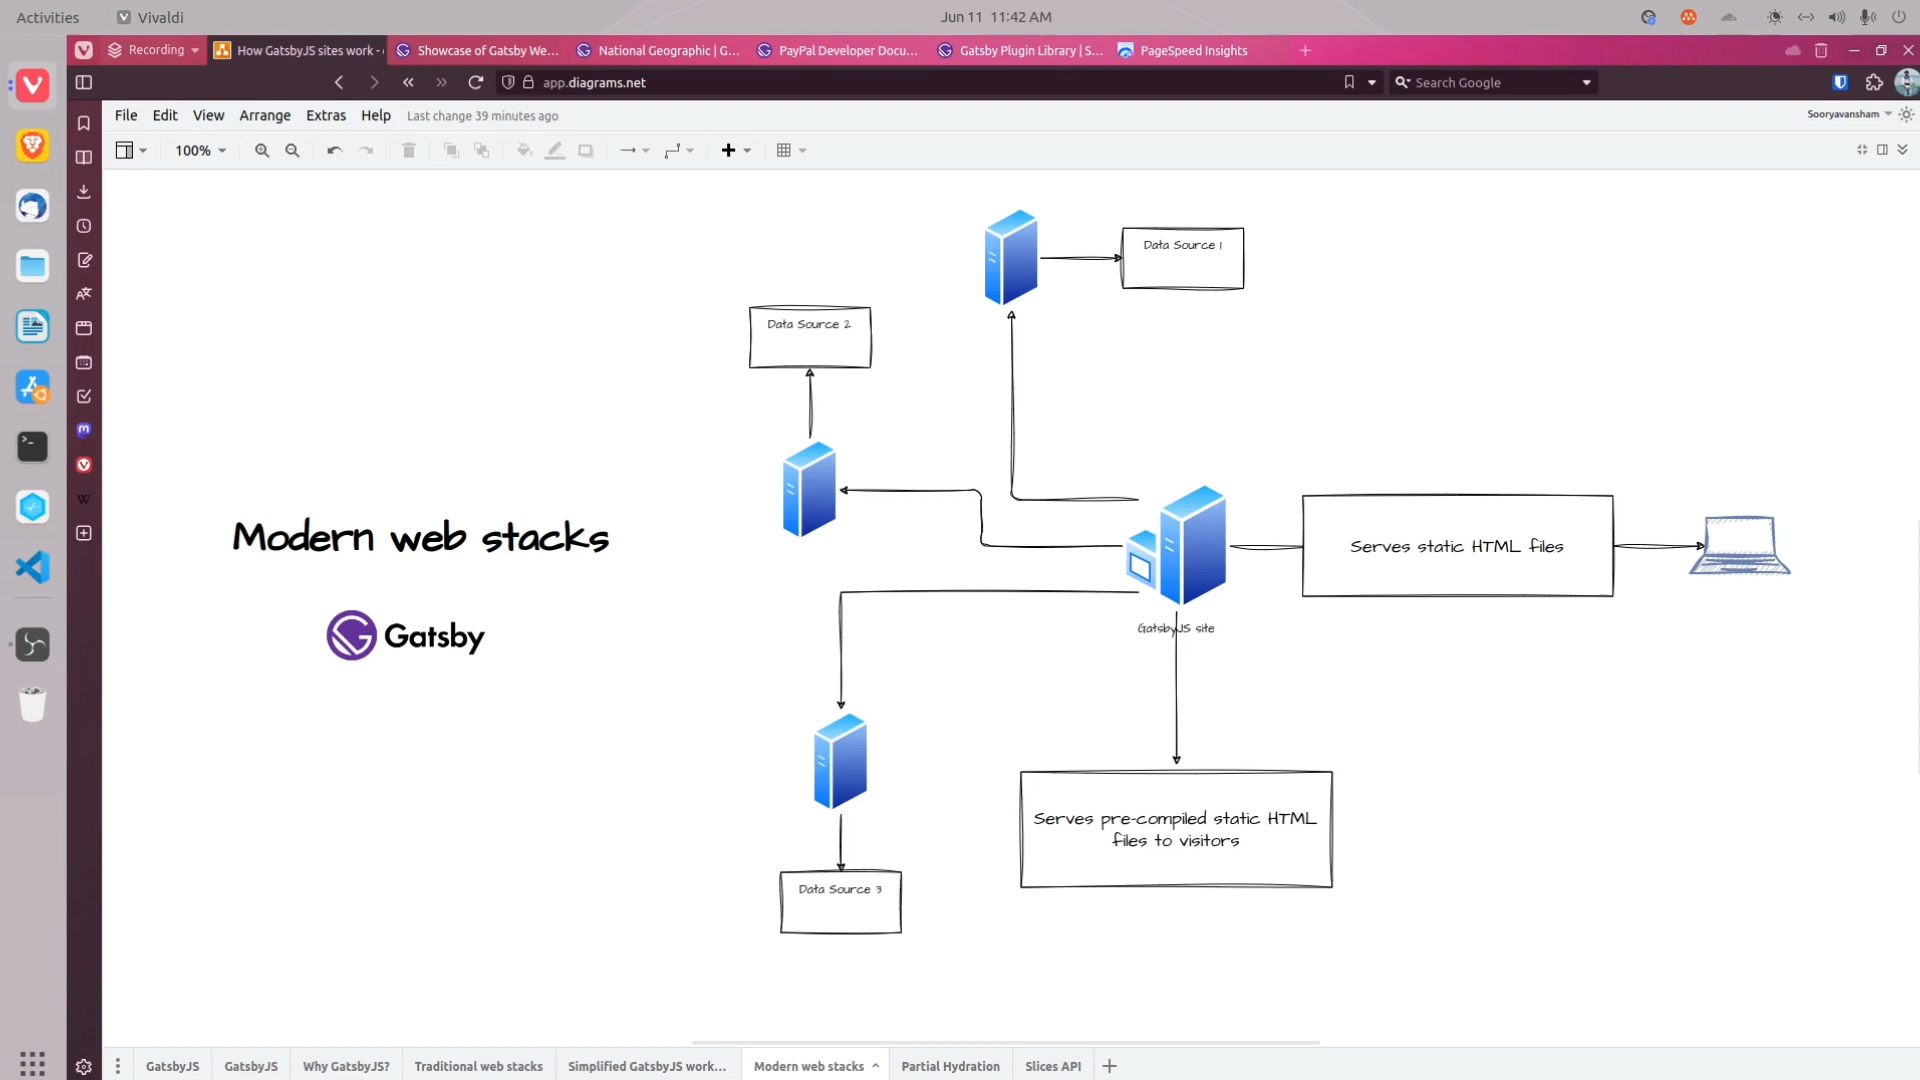 Activities
Vivaldi
Jun 11 11:42 AM
Recording
How GatsbyJS sites work -
Showcase of Gatsby We...
National Geographic | G...
PayPal Developer Docu...
Gatsby Plugin Library | S...
PageSpeed Insights
app.diagrams.net
Search Google
File
Edit
View
Arrange
Extras
Help
Last change 39 minutes ago
Sooryavansham
100%
Data Source 1
Data Source 2
Modern web stacks
Serves static HTML files
Gatsby
GatsbyJS site
Serves pre-compiled static HTML
files to visitors
Data Source 3
GatsbyJS
GatsbyJS
Why GatsbyJS?
Traditional web stacks
Simplified GatsbyJS work...
Modern web stacks
Partial Hydration
Slices API